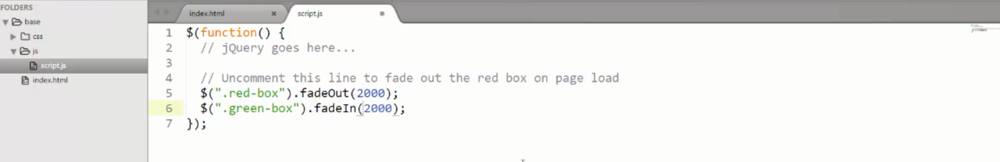 FOLDERS
base
css
js
script.js
index.html
index.html
script.js
1 $(function() {
2 // jQuery goes here...
3
4 // Uncomment this line to fade out the red box on page load
5 $(".red-box").fadeOut(2000);
6 $(".green-box").fadeIn(2000);
7 });